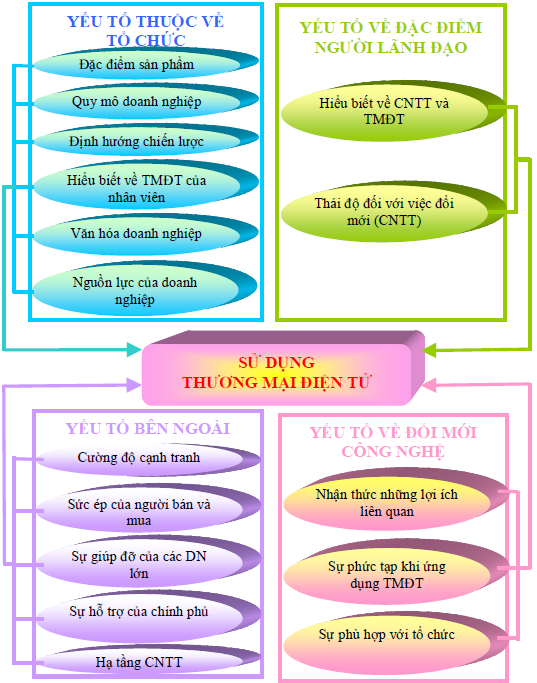 YẾU TỐ THUỘC VỀ
TỔ CHỨC
Đặc điểm sản phẩm
Quy mô doanh nghiệp
Định hướng chiến lược
Hiểu biết về TMĐT của
nhân viên
Văn hóa doanh nghiệp
Nguồn lực của doanh
nghiệp
YẾU TỐ VỀ ĐẶC ĐIỂM
NGƯỜI LÃNH ĐẠO
Hiểu biết về CNTT và
TMĐT
Thái độ đối với việc đổi
mới (CNTT)
SỬ DỤNG
THƯƠNG MẠI ĐIỆN TỬ
YẾU TỐ BÊN NGOÀI
Cường độ cạnh tranh
Sức ép của người bán và
mua
Sự giúp đỡ của các DN
lớn
Sự hỗ trợ của chính phủ
Hạ tầng CNTT
YẾU TỐ VỀ ĐỔI MỚI
CÔNG NGHỆ
Nhận thức những lợi ích
liên quan
Sự phức tạp khi ứng
dụng TMĐT
Sự phù hợp với tổ chức